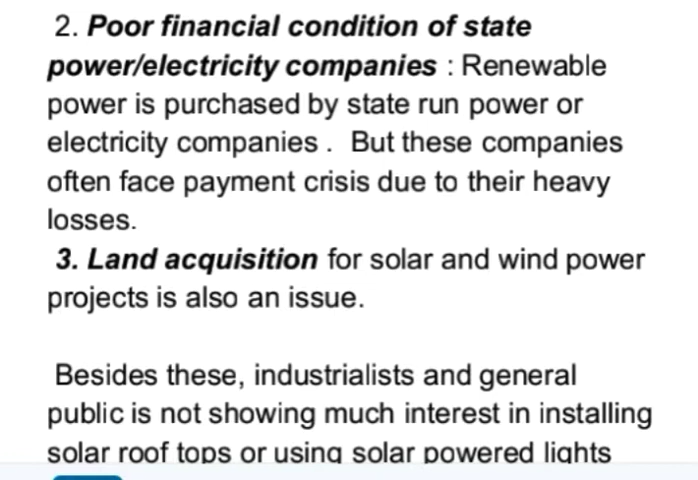 2. Poor financial condition of state
power/electricity companies : Renewable
power is purchased by state run power or
electricity companies . But these companies
often face payment crisis due to their heavy
losses.
3. Land acquisition for solar and wind power
projects is also an issue.
Besides these, industrialists and general
public is not showing much interest in installing
solar roof tops or using solar powered lights